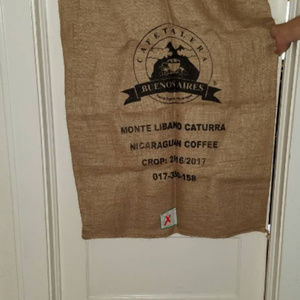 CAFETALERA
BUENOS AIRES
®
MONTE LIBANO CATURRA
NICARAGUAN COFFEE
CROP: 2016/2017
X